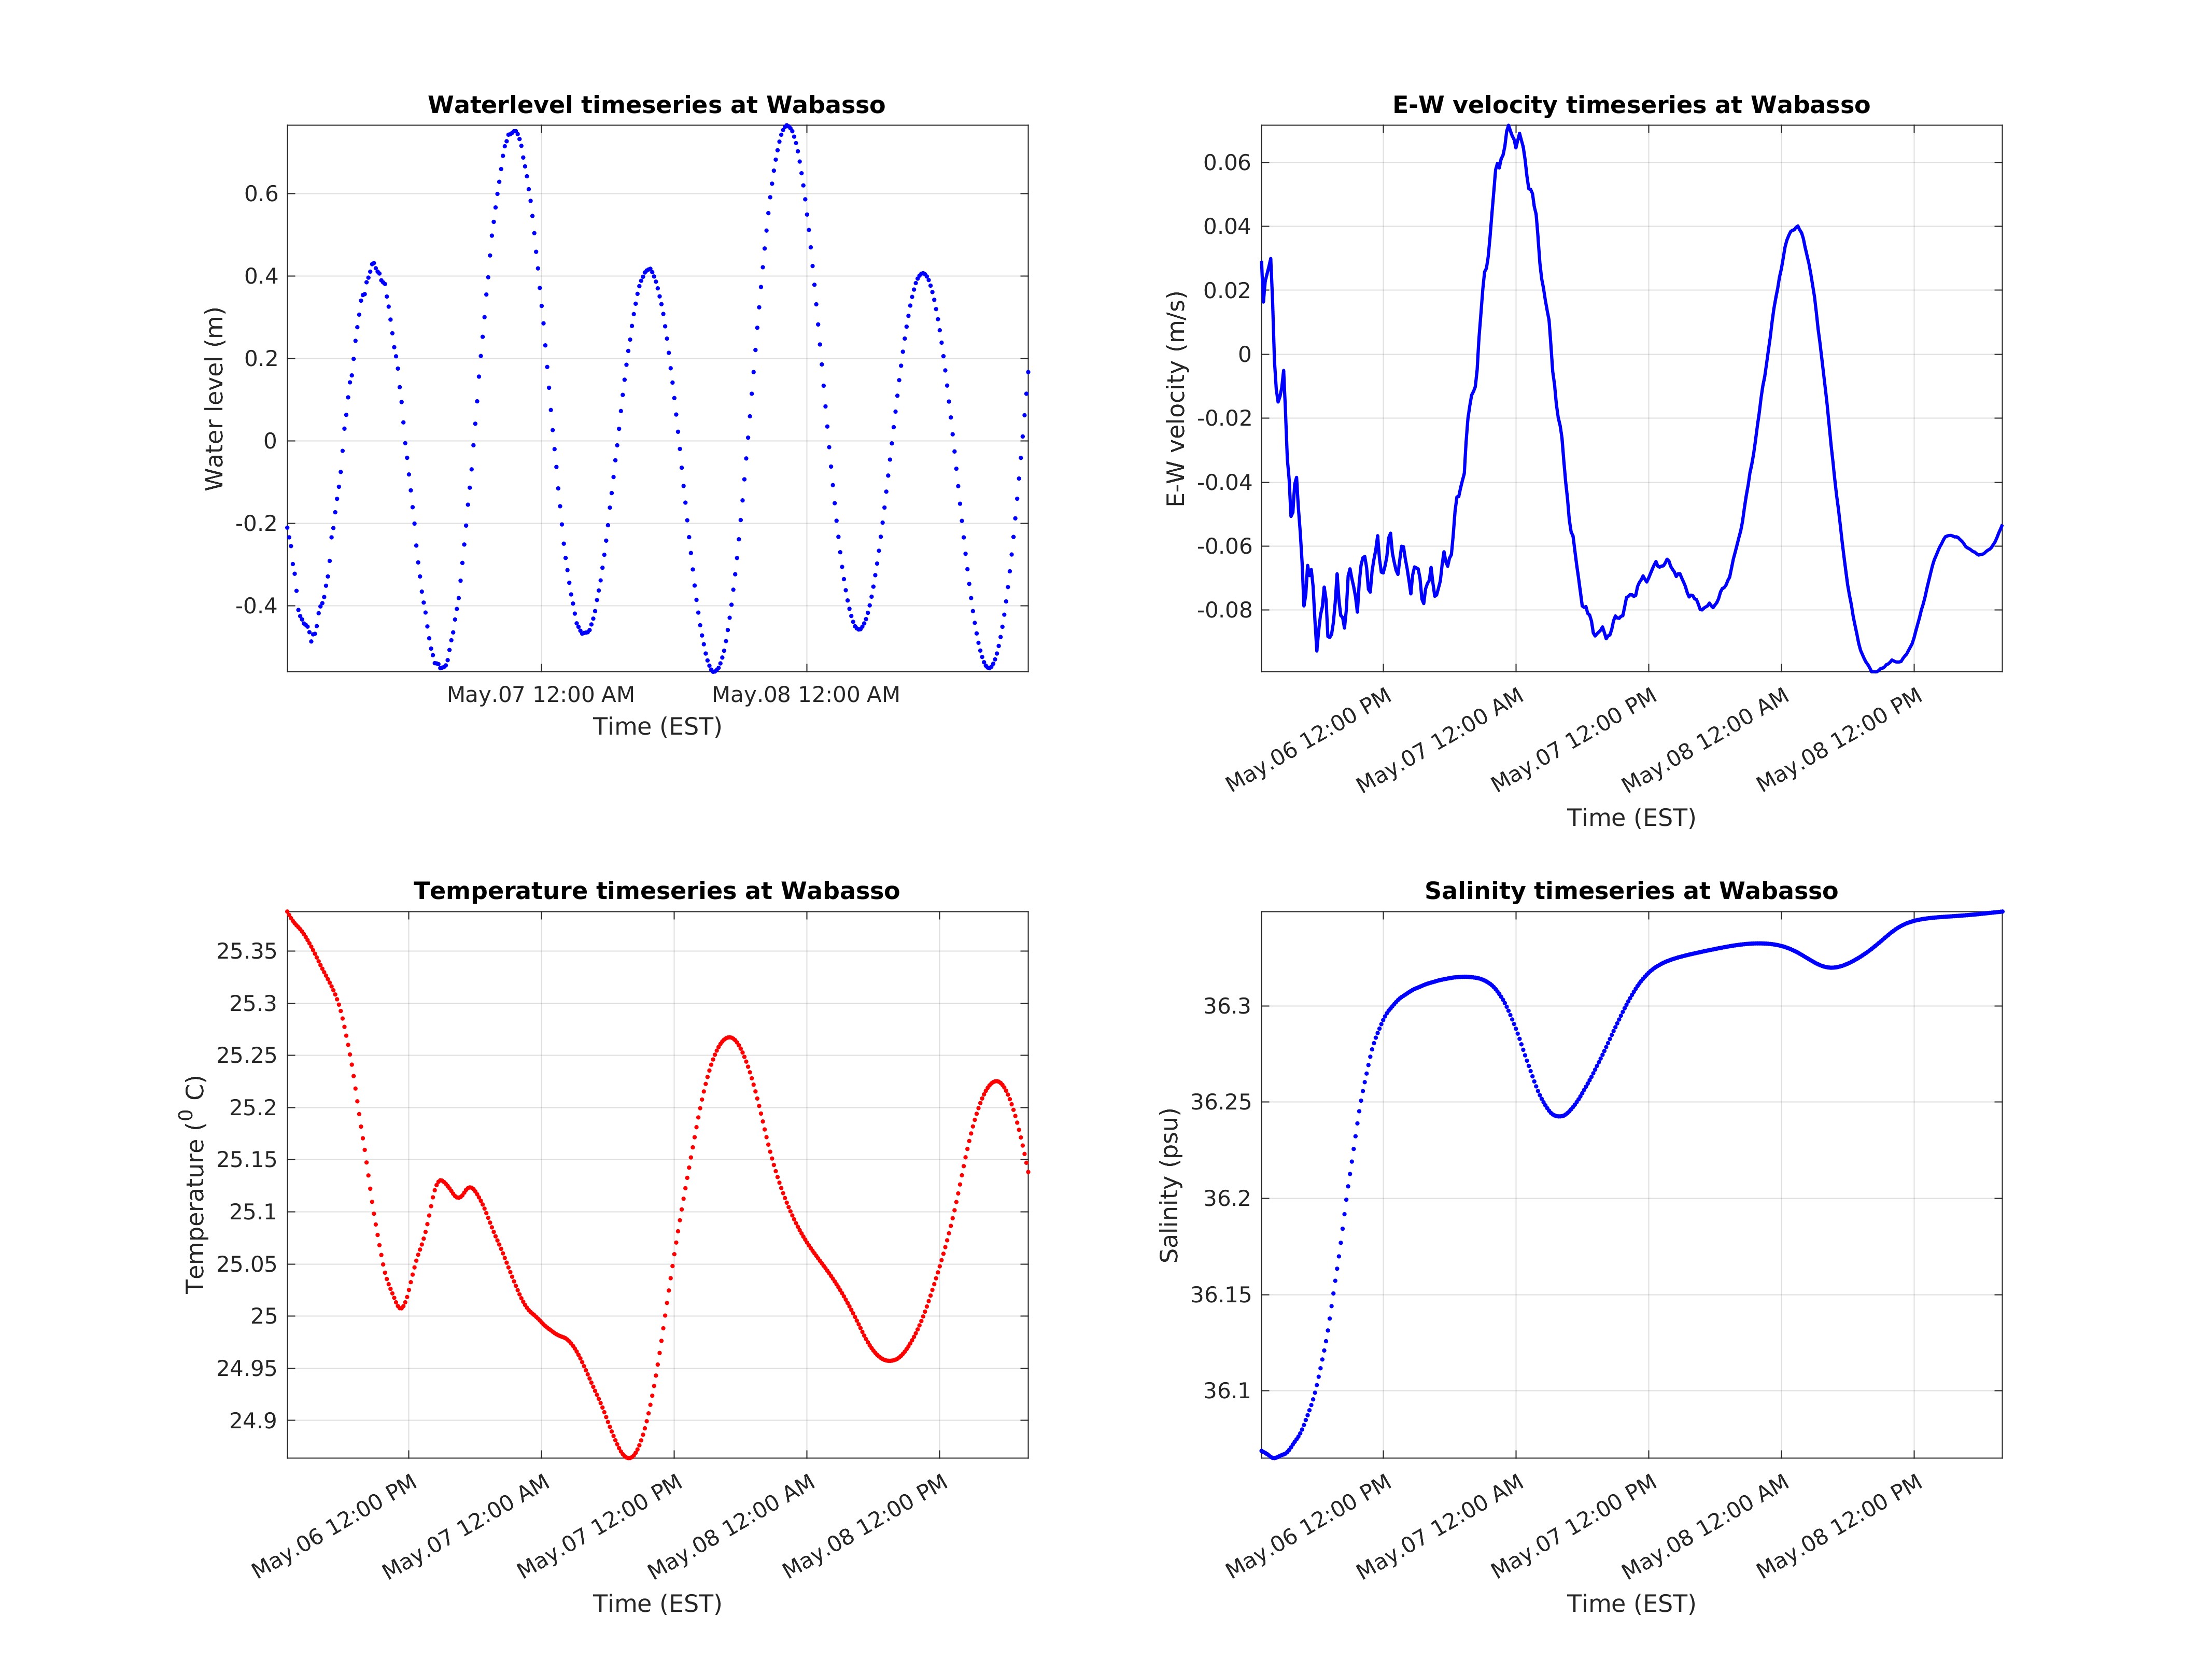 Waterlevel timeseries at Wabasso
0.6
0.4
0.2
0
-0.2
-0.4
Water level (m)
May.07 12:00 AM
May.08 12:00 AM
Time (EST)
E-W velocity timeseries at Wabasso
0.06
0.04
0.02
0
-0.02
-0.04
-0.06
-0.08
E-W velocity (m/s)
May.06 12:00 PM
May.07 12:00 AM
May.07 12:00 PM
May.08 12:00 AM
May.08 12:00 PM
Time (EST)
Temperature timeseries at Wabasso
25.35
25.3
25.25
25.2
25.15
25.1
25.05
25
24.95
24.9
Temperature (⁰ C)
May.06 12:00 PM
May.07 12:00 AM
May.07 12:00 PM
May.08 12:00 AM
May.08 12:00 PM
Time (EST)
Salinity timeseries at Wabasso
36.3
36.25
36.2
36.15
36.1
Salinity (psu)
May.06 12:00 PM
May.07 12:00 AM
May.07 12:00 PM
May.08 12:00 AM
May.08 12:00 PM
Time (EST)